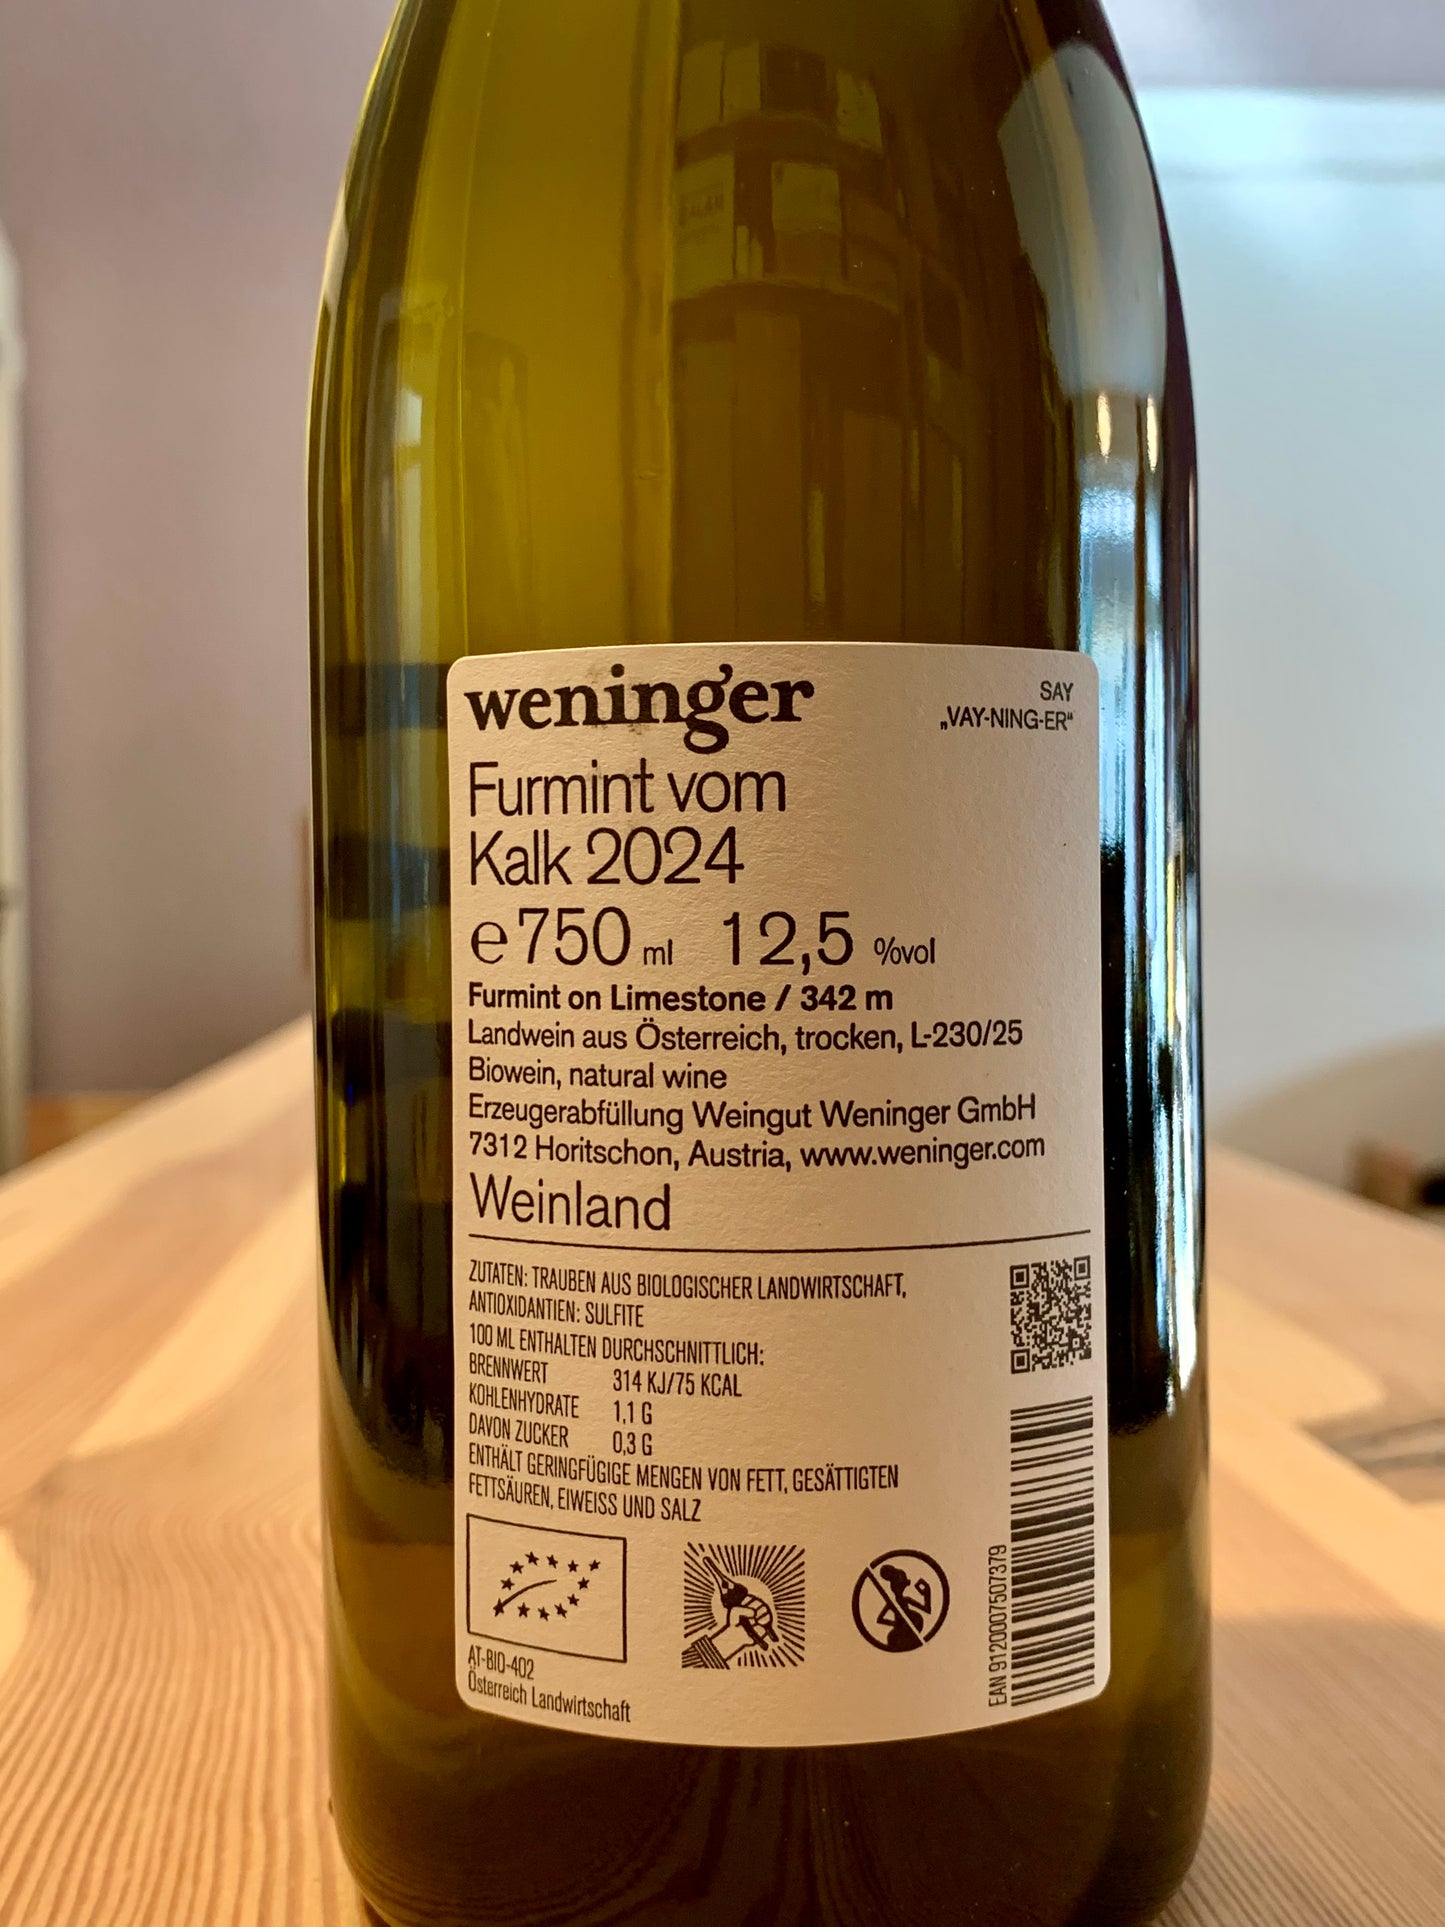 weninger
SAY
„VAY-NING-ER“
Furmint vom
Kalk 2024
℮750 ml 12,5 %vol
Furmint on Limestone / 342 m
Landwein aus Österreich, trocken, L-230/25
Biowein, natural wine
Erzeugerabfüllung Weingut Weninger GmbH
7312 Horitschon, Austria, www.weninger.com
Weinland
ZUTATEN: TRAUBEN AUS BIOLOGISCHER LANDWIRTSCHAFT,
ANTIOXIDANTIEN: SULFITE
100 ML ENTHALTEN DURCHSCHNITTLICH:
BRENNWERT 314 KJ/75 KCAL
KOHLENHYDRATE 1,1 G
DAVON ZUCKER 0,3 G
ENTHÄLT GERINGFÜGIGE MENGEN VON FETT, GESÄTTIGTEN
FETTSÄUREN, EIWEISS UND SALZ
AT-BIO-402
Österreich Landwirtschaft
EAN 9120007507379